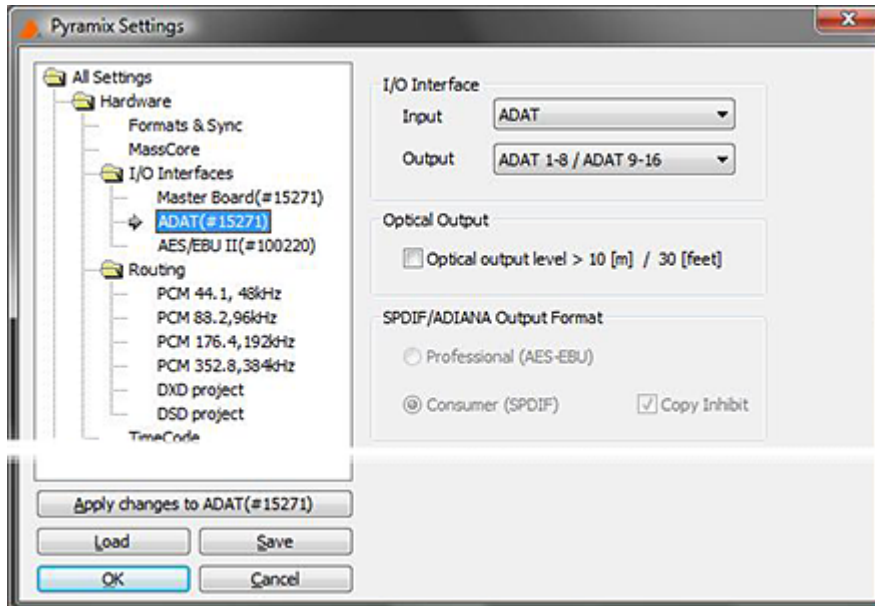 Pyramix Settings
All Settings
Hardware
Formats & Sync
MassCore
I/O Interfaces
Master Board(#15271)
ADAT(#15271)
AES/EBU II(#100220)
Routing
PCM 44.1, 48kHz
PCM 88.2,96kHz
PCM 176.4,192kHz
PCM 352.8,384kHz
DXD project
DSD project
TimeCode
Apply changes to ADAT(#15271)
Load
Save
OK
Cancel
I/O Interface
Input
ADAT
Output
ADAT 1-8 / ADAT 9-16
Optical Output
Optical output level > 10 [m] / 30 [feet]
SPDIF/ADIANA Output Format
Professional (AES-EBU)
Consumer (SPDIF)
Copy Inhibit